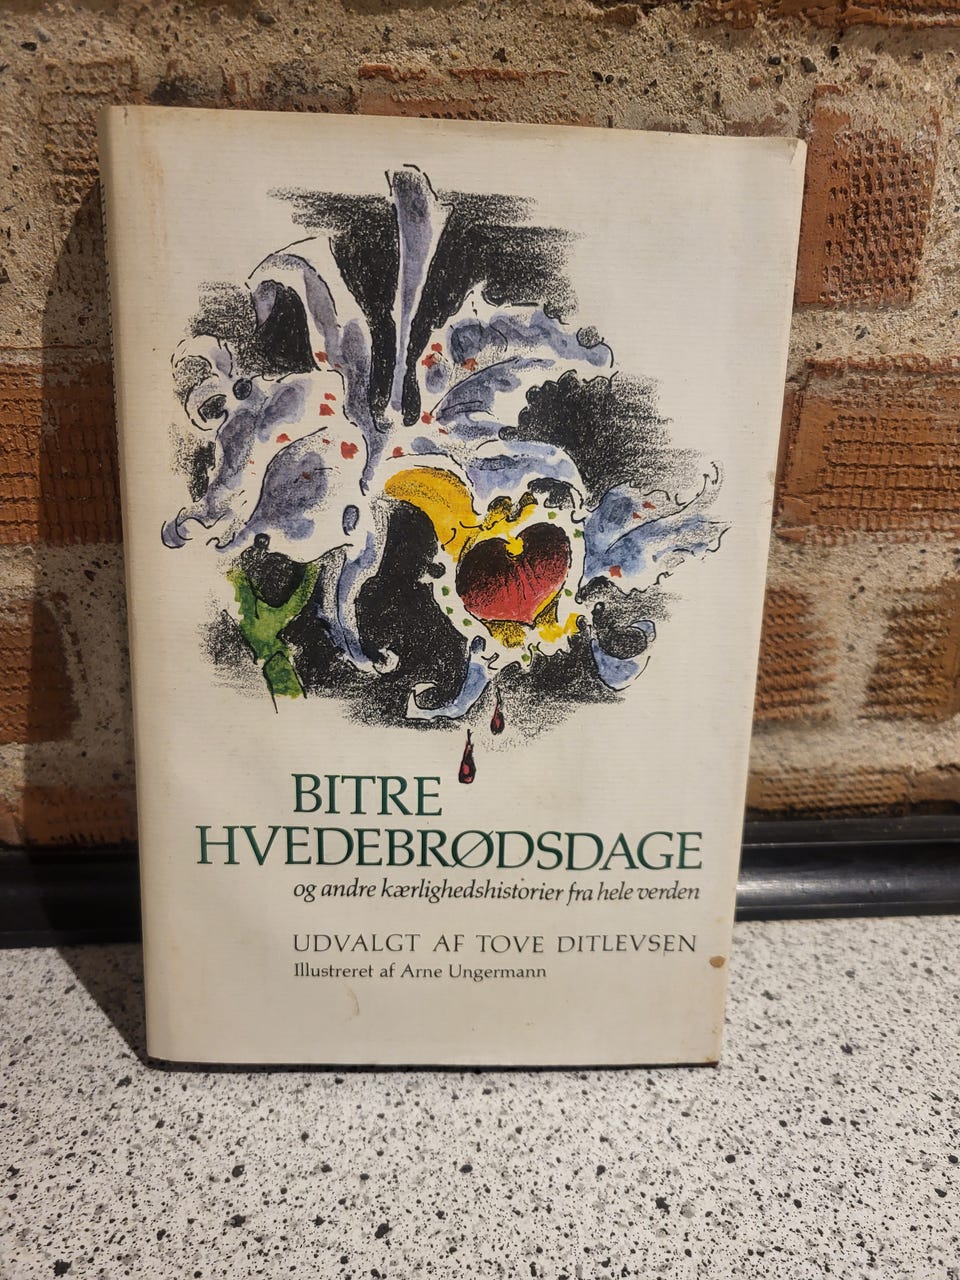 BITRE
HVEDEBRØDSDAGE
og andre kærlighedshistorier fra hele verden
UDVALGT AF TOVE DITLEVSEN
Illustreret af Arne Ungermann